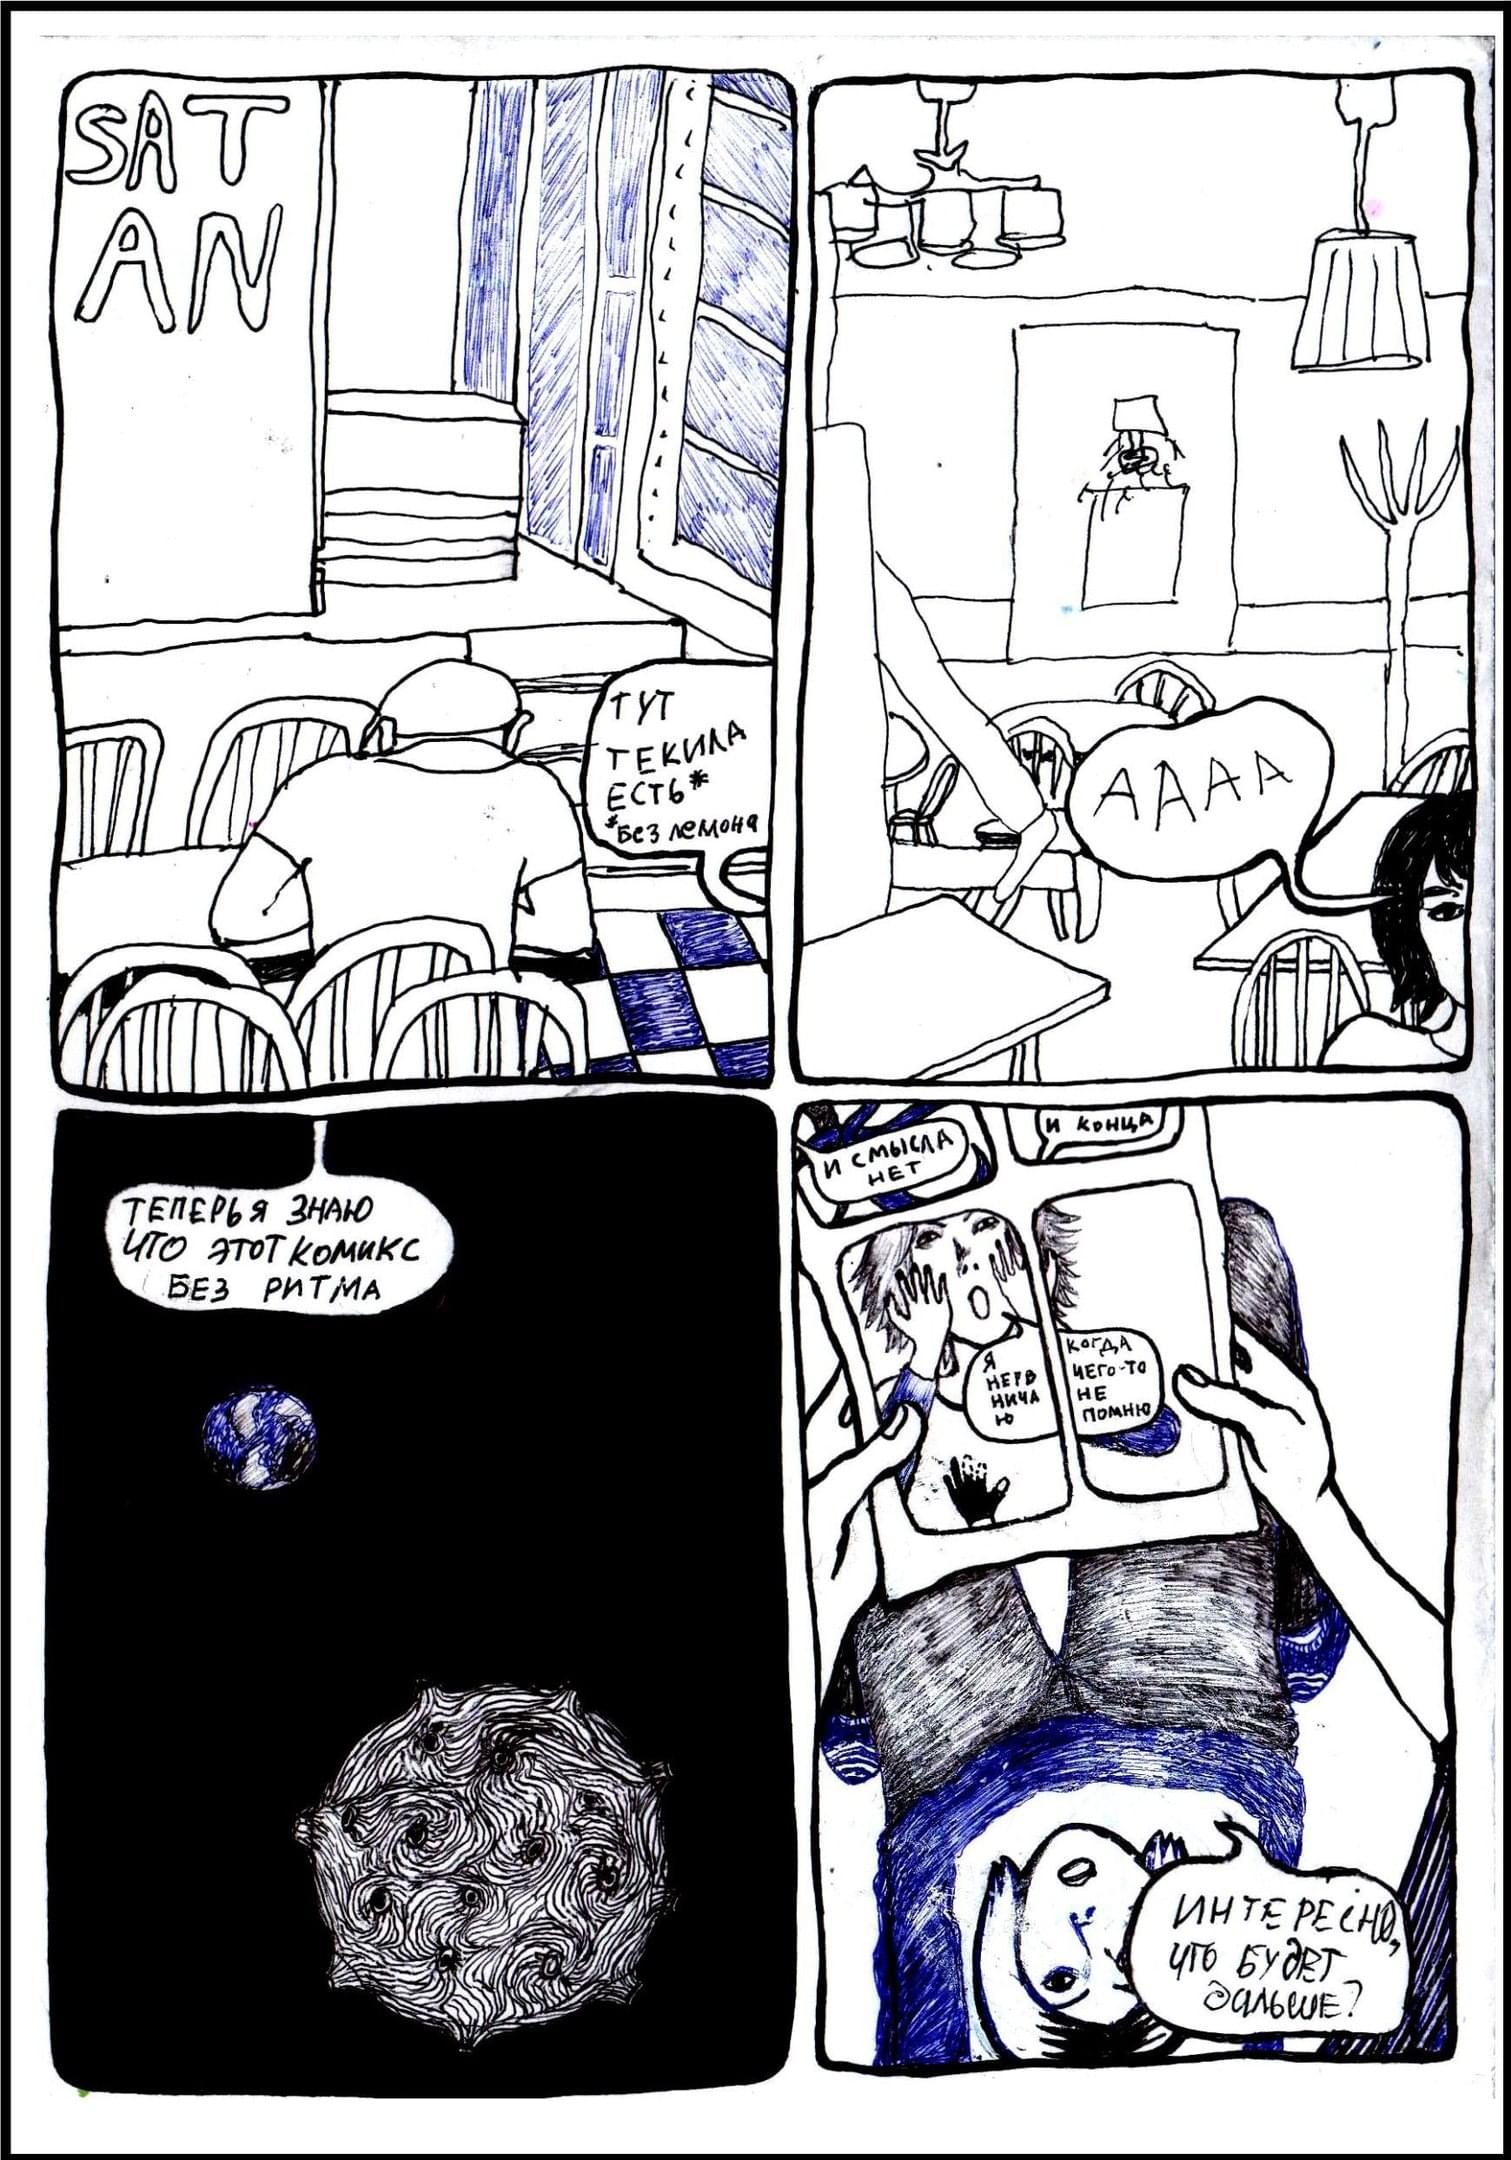 SAT
AN
ТУТ
ТЕКИЛА
ЕСТЬ*
*БЕЗ ЛЕМОНА
АААА
ТЕПЕРЬ Я ЗНАЮ
ЧТО ЭТОТ КОМИКС
БЕЗ РИТМА
И СМЫСЛА
НЕТ
И КОНЦА
Я
НЕРВ
НИЧА
Ю
КОГДА
ЧЕГО-ТО
НЕ
ПОМНЮ
ИНТЕРЕСНО,
ЧТО БУДЕТ
ДАЛЬШЕ?